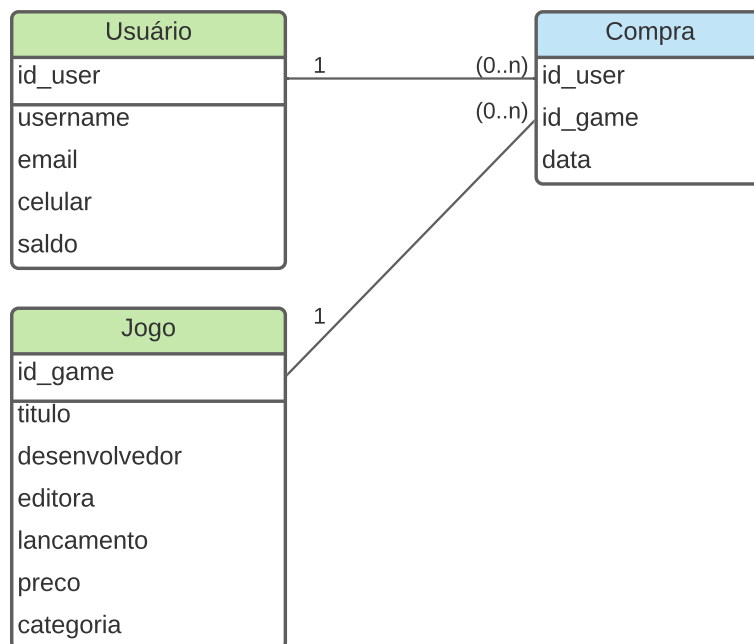 Usuário
id_user
username
email
celular
saldo
1
(0..n)
(0..n)
Compra
id_user
id_game
data
1
Jogo
id_game
titulo
desenvolvedor
editora
lancamento
preco
categoria